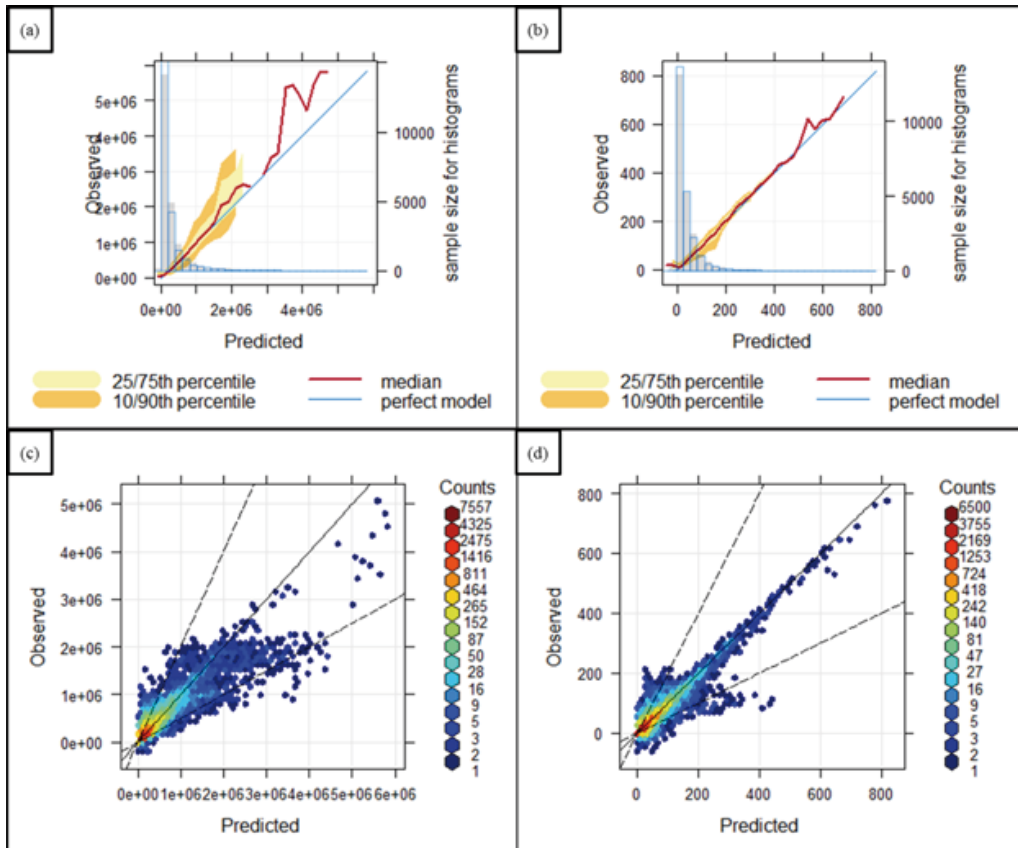 (a)
Observed
5e+06
4e+06
3e+06
2e+06
1e+06
0e+00
0e+00 2e+06 4e+06
Predicted
10000
5000
0
sample size for histograms
25/75th percentile
10/90th percentile
median
perfect model
(b)
Observed
800
600
400
200
0
0 200 400 600 800
Predicted
10000
5000
0
sample size for histograms
25/75th percentile
10/90th percentile
median
perfect model
(c)
Observed
5e+06
4e+06
3e+06
2e+06
1e+06
0e+00
0e+001e+062e+063e+064e+065e+066e+06
Predicted
Counts
7557
4325
2475
1416
811
464
265
152
87
50
28
16
9
5
3
2
1
(d)
Observed
800
600
400
200
0
0 200 400 600 800
Predicted
Counts
6500
3755
2169
1253
724
418
242
140
81
47
27
16
9
5
3
2
1